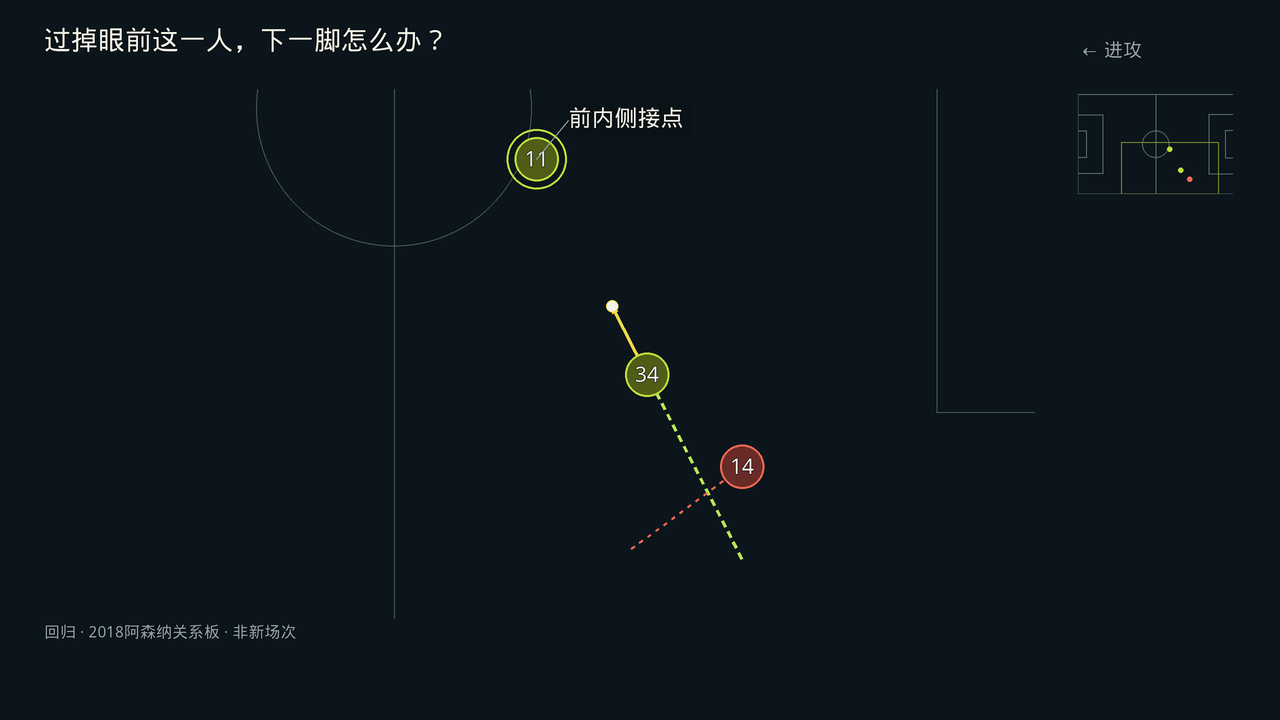 过掉眼前这一人，下一脚怎么办？
← 进攻
前内侧接点
11
34
14
回归 · 2018阿森纳关系板 · 非新场次